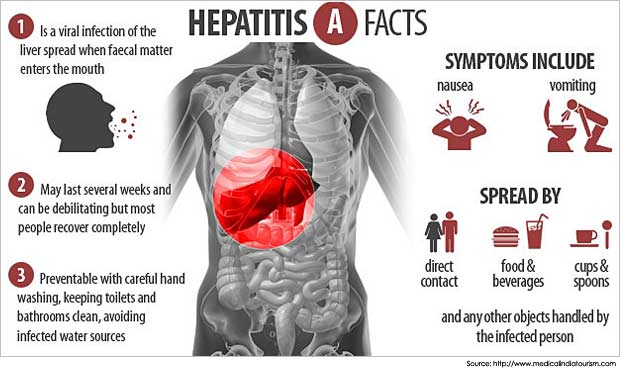 HEPATITIS A FACTS
1 Is a viral infection of the
liver spread when faecal matter
enters the mouth
2 May last several weeks and
can be debilitating but most
people recover completely
3 Preventable with careful hand
washing, keeping toilets and
bathrooms clean, avoiding
infected water sources
SYMPTOMS INCLUDE
nausea
vomiting
SPREAD BY
direct
contact
food &
beverages
cups &
spoons
and any other objects handled by
the infected person
Source: http://www.medicalindiatourism.com